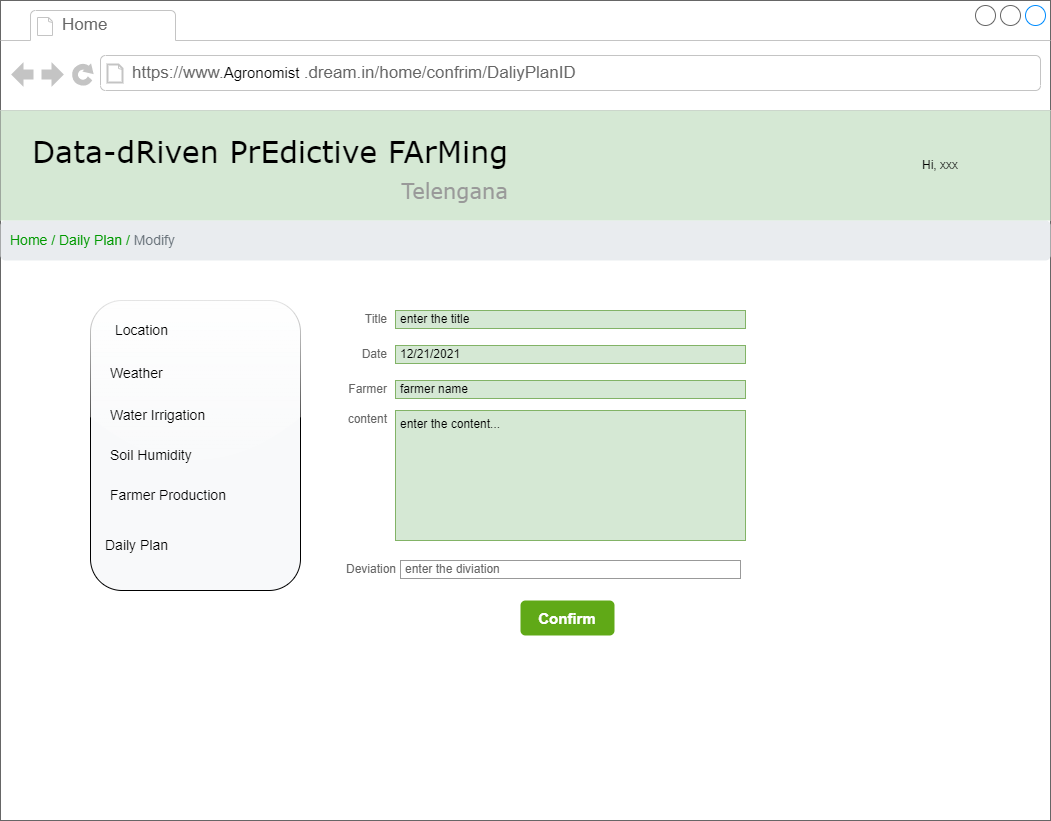 Home
https://www.Agronomist .dream.in/home/confrim/DaliyPlanID
Data-dRiven PrEdictive FArMing
Telengana
Hi, xxx
Home / Daily Plan / Modify
Location
Weather
Water Irrigation
Soil Humidity
Farmer Production
Daily Plan
Title enter the title
Date 12/21/2021
Farmer farmer name
content enter the content...
Deviation enter the diviation
Confirm